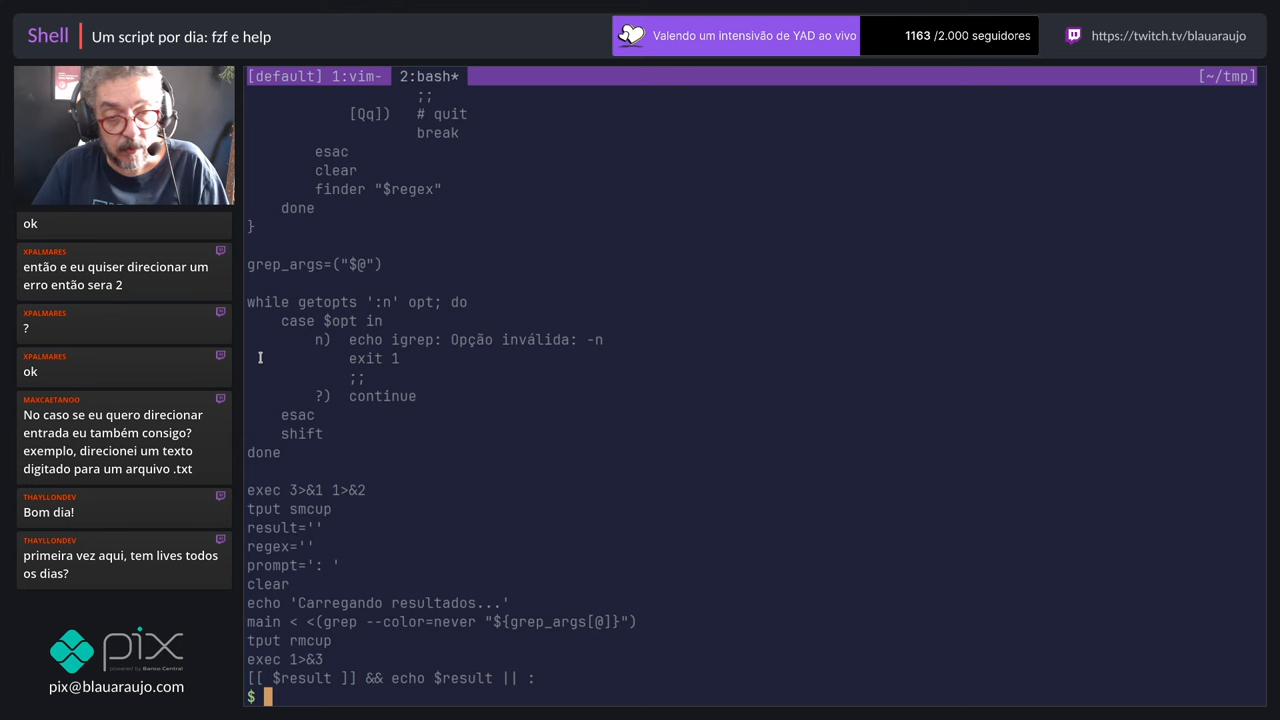 Shell
Um script por dia: fzf e help
Valendo um intensivão de YAD ao vivo
1163 /2.000 seguidores
https://twitch.tv/blauaraujo
[default] 1:vim- 2:bash* [~/tmp]
;;
[Qq]) # quit
break
esac
clear
finder "$regex"
done
}
grep_args=("$@")
while getopts ':n' opt; do
case $opt in
n) echo igrep: Opção inválida: -n
exit 1
;;
?) continue
esac
shift
done
exec 3>&1 1>&2
tput smcup
result=''
regex=''
prompt=': '
clear
echo 'Carregando resultados...'
main < <(grep --color=never "${grep_args[@]}")
tput rmcup
exec 1>&3
[[ $result ]] && echo $result || :
$
ok
XPALMARES
então e eu quiser direcionar um
erro então sera 2
XPALMARES
?
XPALMARES
ok
MAXCAETANOO
No caso se eu quero direcionar
entrada eu também consigo?
exemplo, direcionei um texto
digitado para um arquivo .txt
THAYLLONDEV
Bom dia!
THAYLLONDEV
primeira vez aqui, tem lives todos
os dias?
pix
powered by Banco Central
pix@blauaraujo.com